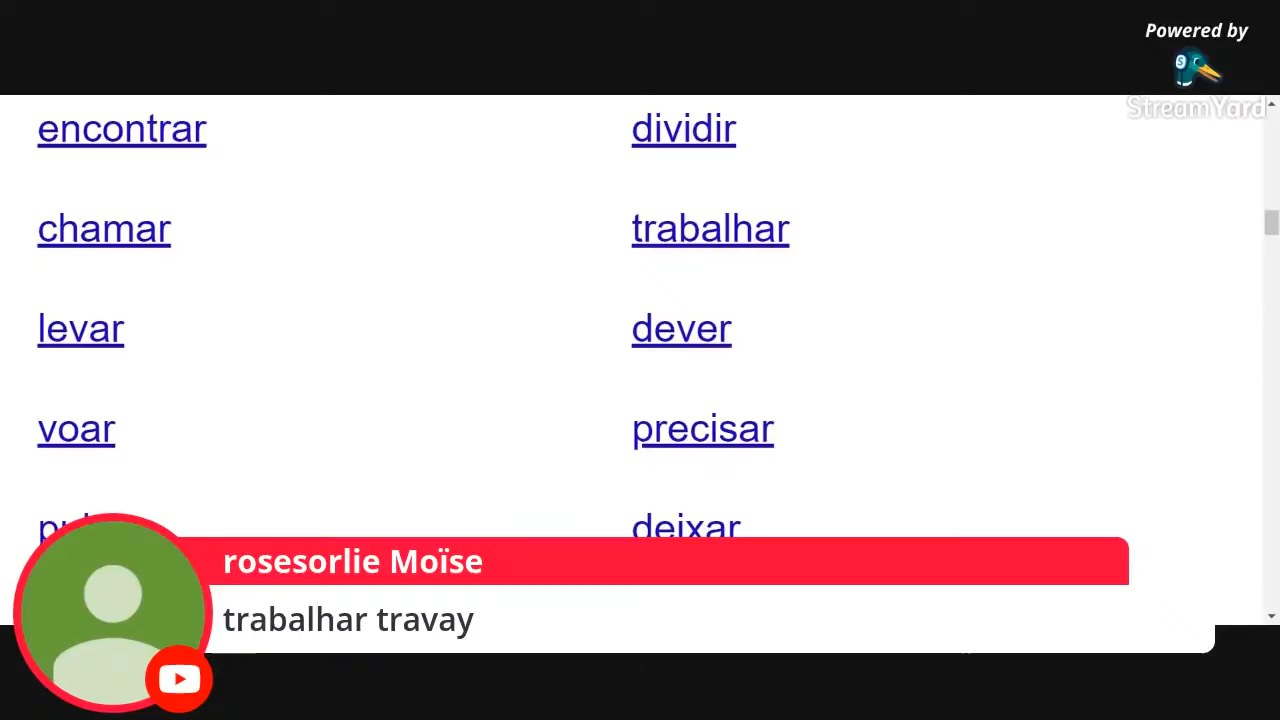 Powered by
StreamYard
encontrar
dividir
chamar
trabalhar
levar
dever
voar
precisar
deixar
rosesorlie Moïse
trabalhar travay